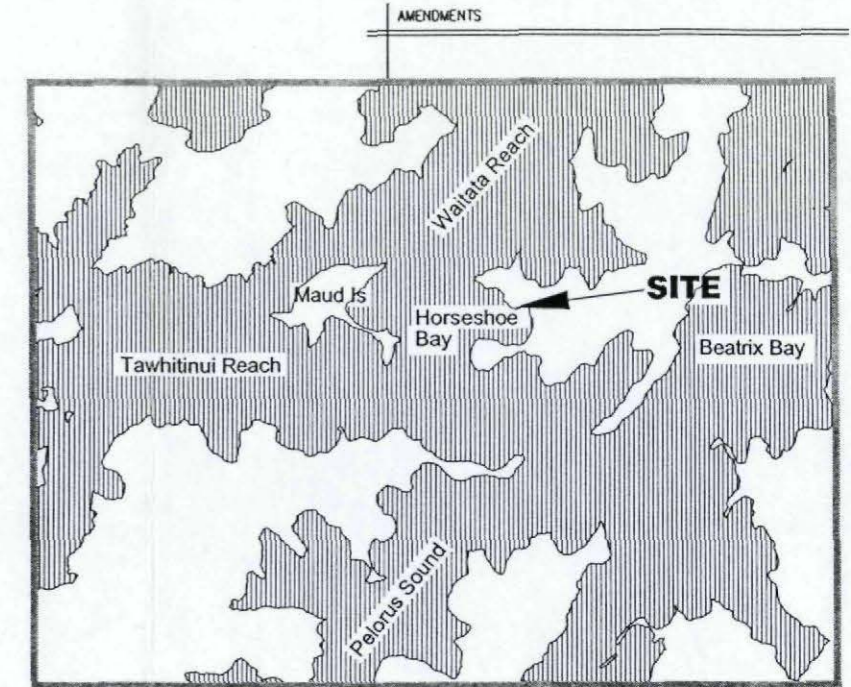 AMENDMENTS
Waitata Reach
Maud Is
SITE
Horseshoe
Bay
Beatrix Bay
Tawhitinui Reach
Pelorus Sound